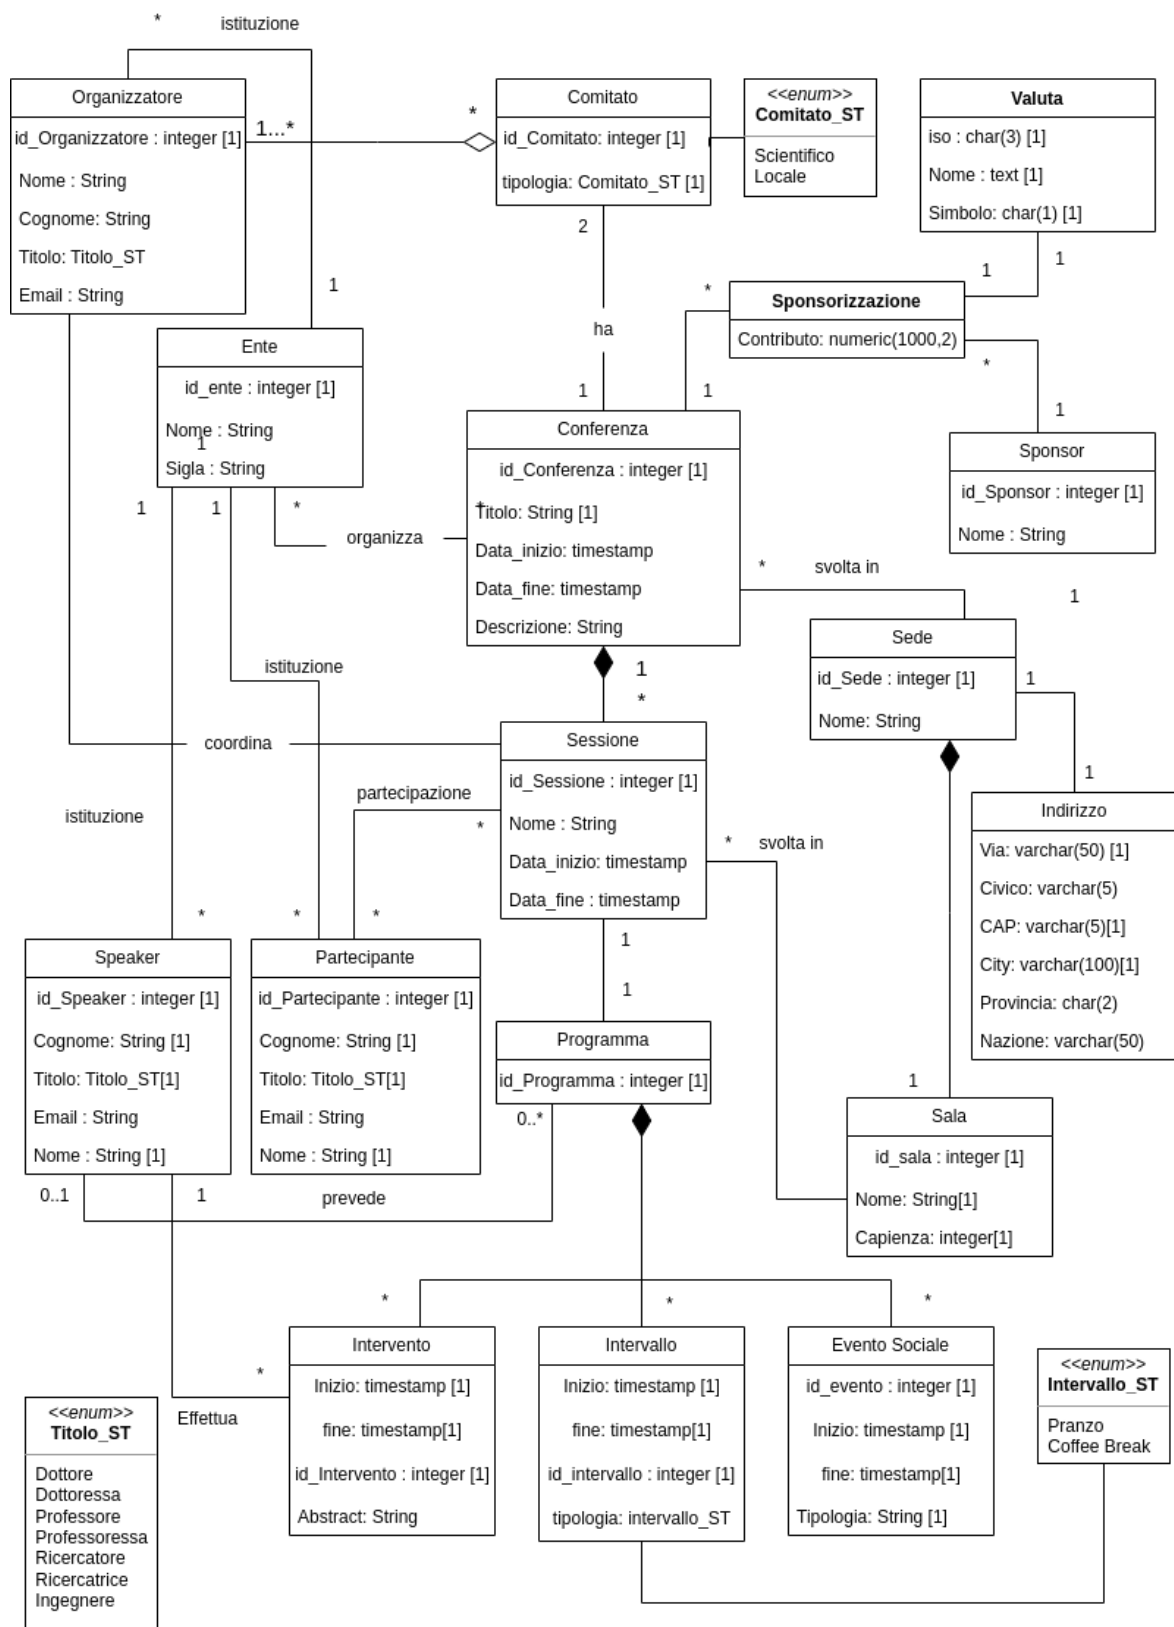 * istituzione
Organizzatore
id_Organizzatore : integer [1]
Nome : String
Cognome: String
Titolo: Titolo_ST
Email : String
1...*
*
Comitato
id_Comitato: integer [1]
tipologia: Comitato_ST [1]
<<enum>>
Comitato_ST
Scientifico
Locale
Valuta
iso : char(3) [1]
Nome : text [1]
Simbolo: char(1) [1]
2
ha
1
1
1
*
Sponsorizzazione
Contributo: numeric(1000,2)
*
1
1
1
Ente
id_ente : integer [1]
Nome : String
1
Sigla : String
1
1
*
organizza
Conferenza
id_Conferenza : integer [1]
*
Titolo: String [1]
Data_inizio: timestamp
Data_fine: timestamp
Descrizione: String
Sponsor
id_Sponsor : integer [1]
Nome : String
* svolta in
1
Sede
id_Sede : integer [1]
Nome: String
1
1
istituzione
1
*
coordina
Sessione
id_Sessione : integer [1]
Nome : String
Data_inizio: timestamp
Data_fine : timestamp
partecipazione
*
istituzione
* svolta in
Indirizzo
Via: varchar(50) [1]
Civico: varchar(5)
CAP: varchar(5)[1]
City: varchar(100)[1]
Provincia: char(2)
Nazione: varchar(50)
*
*
*
1
1
Speaker
id_Speaker : integer [1]
Cognome: String [1]
Titolo: Titolo_ST[1]
Email : String
Nome : String [1]
Partecipante
id_Partecipante : integer [1]
Cognome: String [1]
Titolo: Titolo_ST[1]
Email : String
Nome : String [1]
Programma
id_Programma : integer [1]
0..*
1
Sala
id_sala : integer [1]
Nome: String[1]
Capienza: integer[1]
0..1
1
prevede
*
*
*
Intervento
Inizio: timestamp [1]
fine: timestamp[1]
id_Intervento : integer [1]
Abstract: String
Intervallo
Inizio: timestamp [1]
fine: timestamp[1]
id_intervallo : integer [1]
tipologia: intervallo_ST
Evento Sociale
id_evento : integer [1]
Inizio: timestamp [1]
fine: timestamp[1]
Tipologia: String [1]
<<enum>>
Intervallo_ST
Pranzo
Coffee Break
*
Effettua
<<enum>>
Titolo_ST
Dottore
Dottoressa
Professore
Professoressa
Ricercatore
Ricercatrice
Ingegnere